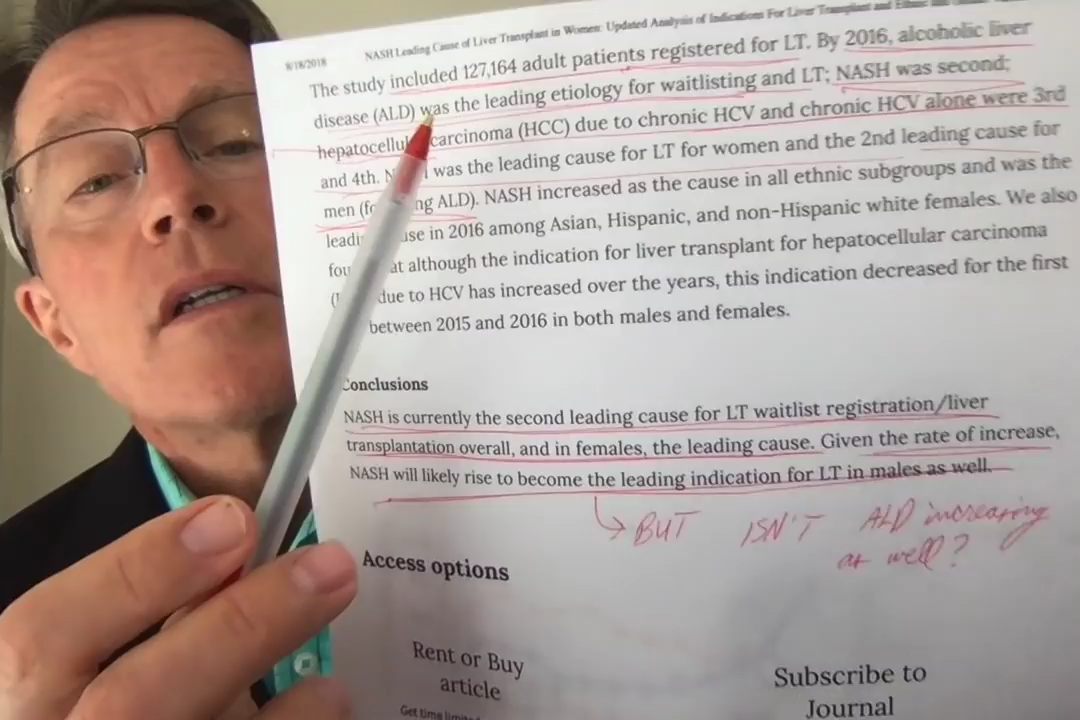 8/18/2018 NASH Leading Cause of Liver Transplant in Women: Updated Analysis of Indications For Liver Transplant and Ethnic
The study included 127,164 adult patients registered for LT. By 2016, alcoholic liver
disease (ALD) was the leading etiology for waitlisting and LT; NASH was second;
hepatocellul carcinoma (HCC) due to chronic HCV and chronic HCV alone were 3rd
and 4th. N was the leading cause for LT for women and the 2nd leading cause for
men (fo ng ALD). NASH increased as the cause in all ethnic subgroups and was the
leadi use in 2016 among Asian, Hispanic, and non-Hispanic white females. We also
fou at although the indication for liver transplant for hepatocellular carcinoma
( due to HCV has increased over the years, this indication decreased for the first
between 2015 and 2016 in both males and females.
Conclusions
NASH is currently the second leading cause for LT waitlist registration/liver
transplantation overall, and in females, the leading cause. Given the rate of increase,
NASH will likely rise to become the leading indication for LT in males as well.
BUT ISN'T ALD increasing
as well?
Access options
Rent or Buy
article
Subscribe to
Journal
Get time